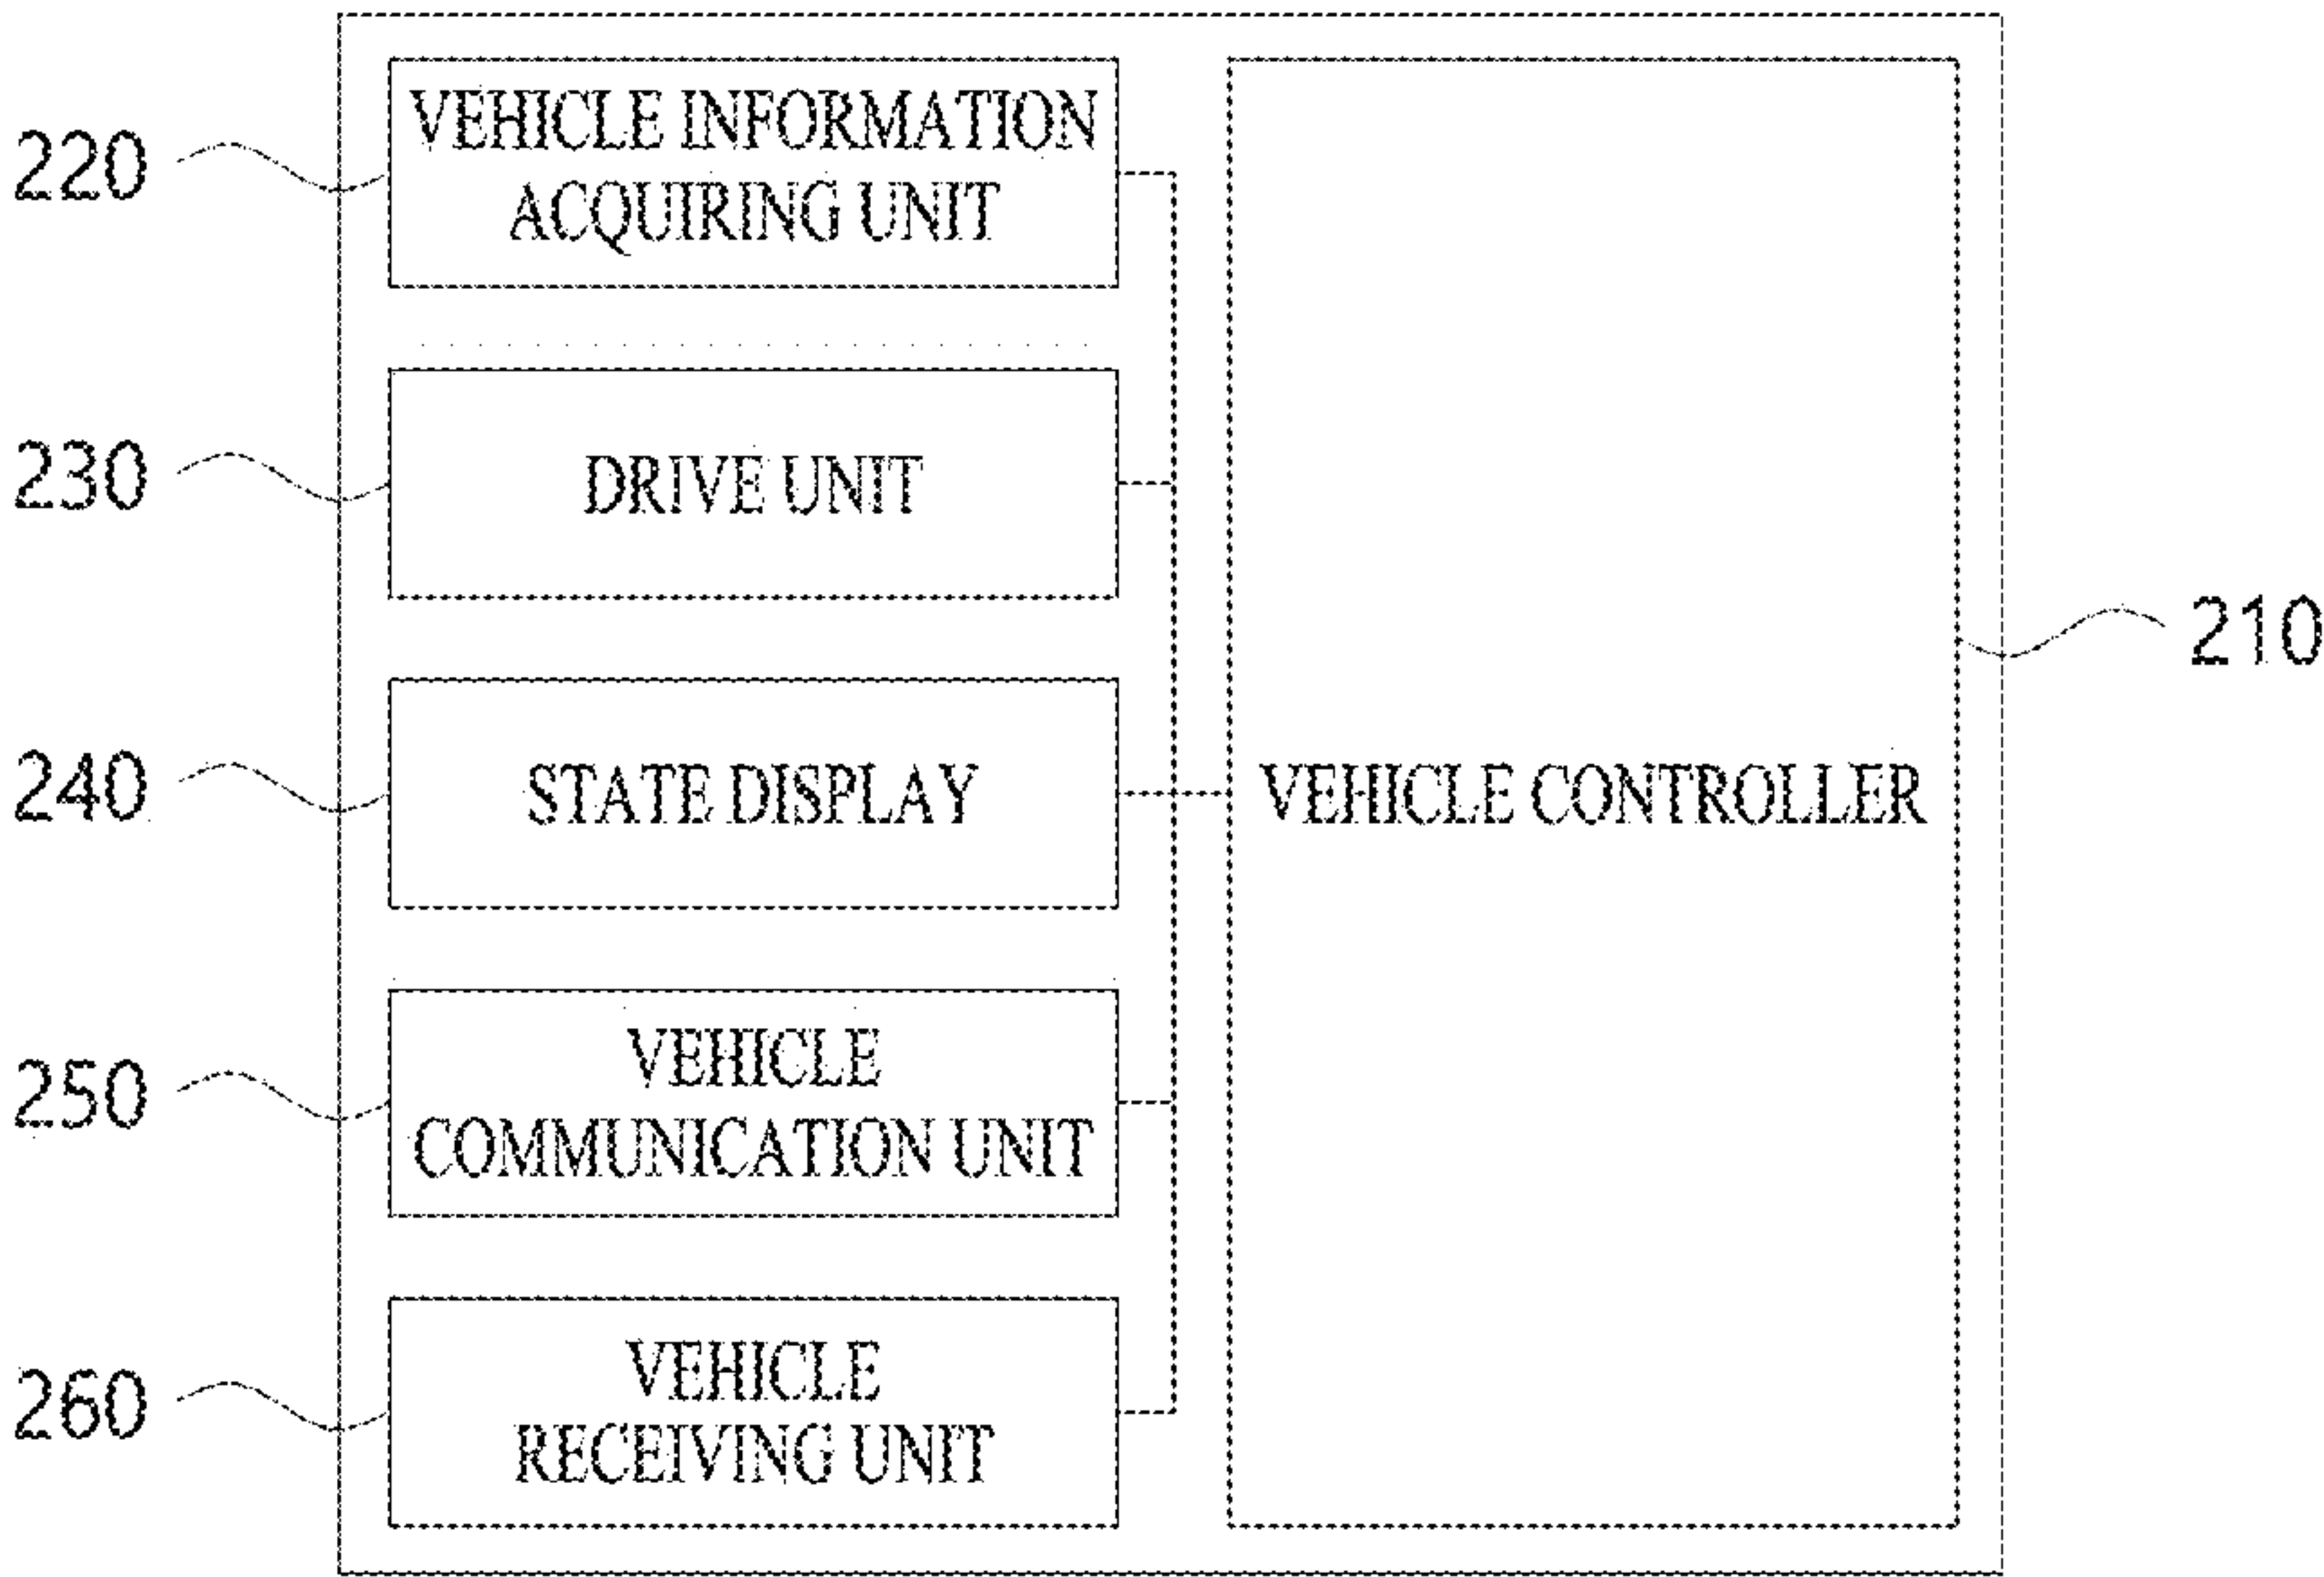 220
VEHICLE INFORMATION
ACQUIRING UNIT
230
DRIVE UNIT
210
240
STATE DISPLAY
VEHICLE CONTROLLER
250
VEHICLE
COMMUNICATION UNIT
260
VEHICLE
RECEIVING UNIT